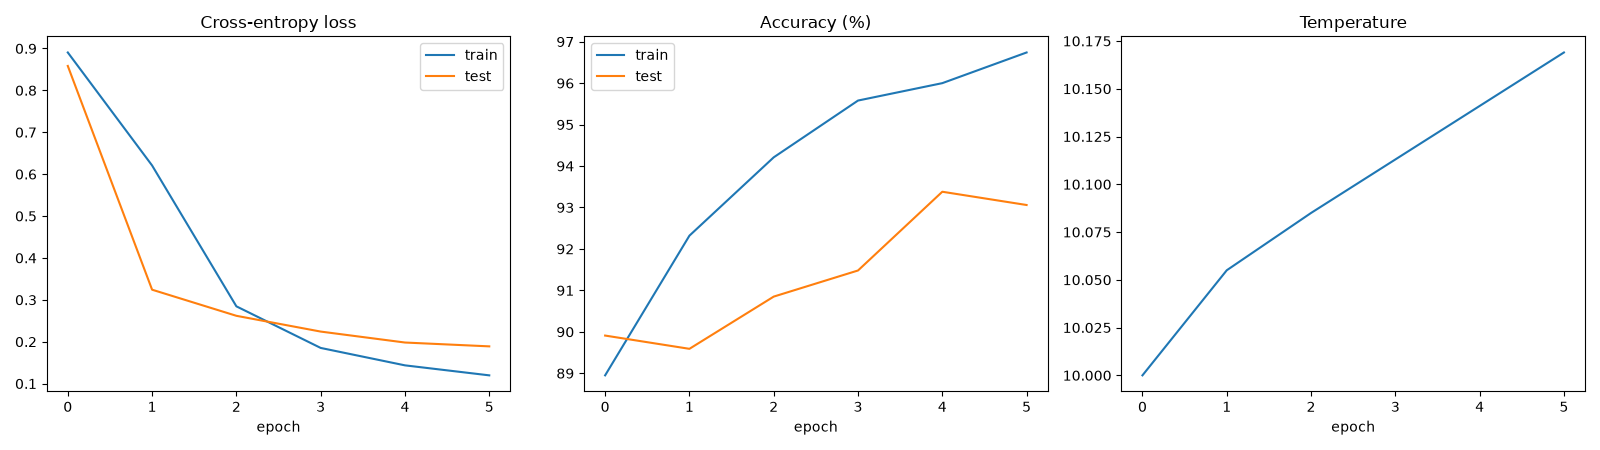 Cross-entropy loss
0.9
0.8
0.7
0.6
0.5
0.4
0.3
0.2
0.1
train
test
0 1 2 3 4 5
epoch
Accuracy (%)
97
96
95
94
93
92
91
90
89
train
test
0 1 2 3 4 5
epoch
Temperature
10.175
10.150
10.125
10.100
10.075
10.050
10.025
10.000
0 1 2 3 4 5
epoch